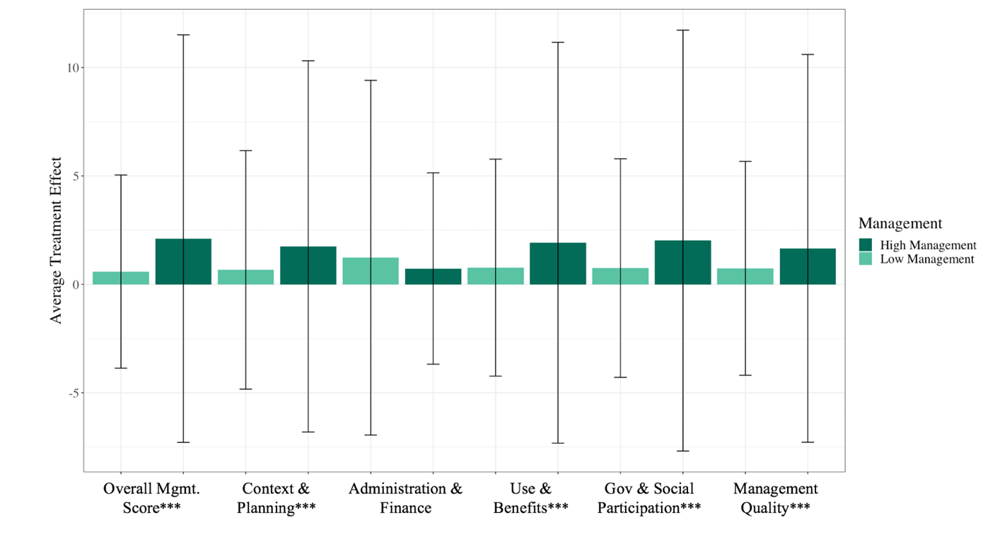 10
5
0
-5
Average Treatment Effect
Overall Mgmt.
Score***
Context &
Planning***
Administration &
Finance
Use &
Benefits***
Gov & Social
Participation***
Management
Quality***
Management
High Management
Low Management